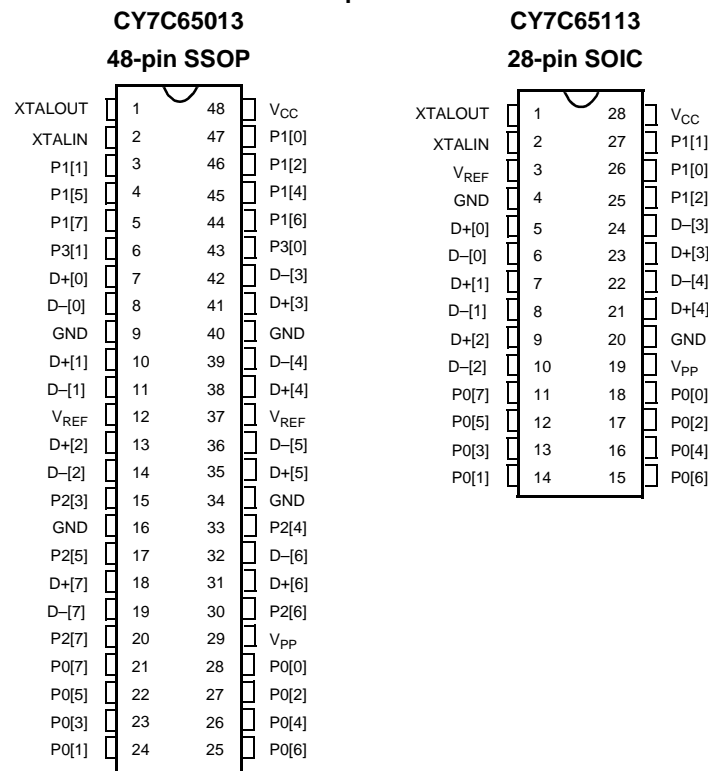 CY7C65013
48-pin SSOP
XTALOUT 1 48 VCC
XTALIN 2 47 P1[0]
P1[1] 3 46 P1[2]
P1[5] 4 45 P1[4]
P1[7] 5 44 P1[6]
P3[1] 6 43 P3[0]
D+[0] 7 42 D–[3]
D–[0] 8 41 D+[3]
GND 9 40 GND
D+[1] 10 39 D–[4]
D–[1] 11 38 D+[4]
VREF 12 37 VREF
D+[2] 13 36 D–[5]
D–[2] 14 35 D+[5]
P2[3] 15 34 GND
GND 16 33 P2[4]
P2[5] 17 32 D–[6]
D+[7] 18 31 D+[6]
D–[7] 19 30 P2[6]
P2[7] 20 29 VPP
P0[7] 21 28 P0[0]
P0[5] 22 27 P0[2]
P0[3] 23 26 P0[4]
P0[1] 24 25 P0[6]
CY7C65113
28-pin SOIC
XTALOUT 1 28 VCC
XTALIN 2 27 P1[1]
VREF 3 26 P1[0]
GND 4 25 P1[2]
D+[0] 5 24 D–[3]
D–[0] 6 23 D+[3]
D+[1] 7 22 D–[4]
D–[1] 8 21 D+[4]
D+[2] 9 20 GND
D–[2] 10 19 VPP
P0[7] 11 18 P0[0]
P0[5] 12 17 P0[2]
P0[3] 13 16 P0[4]
P0[1] 14 15 P0[6]